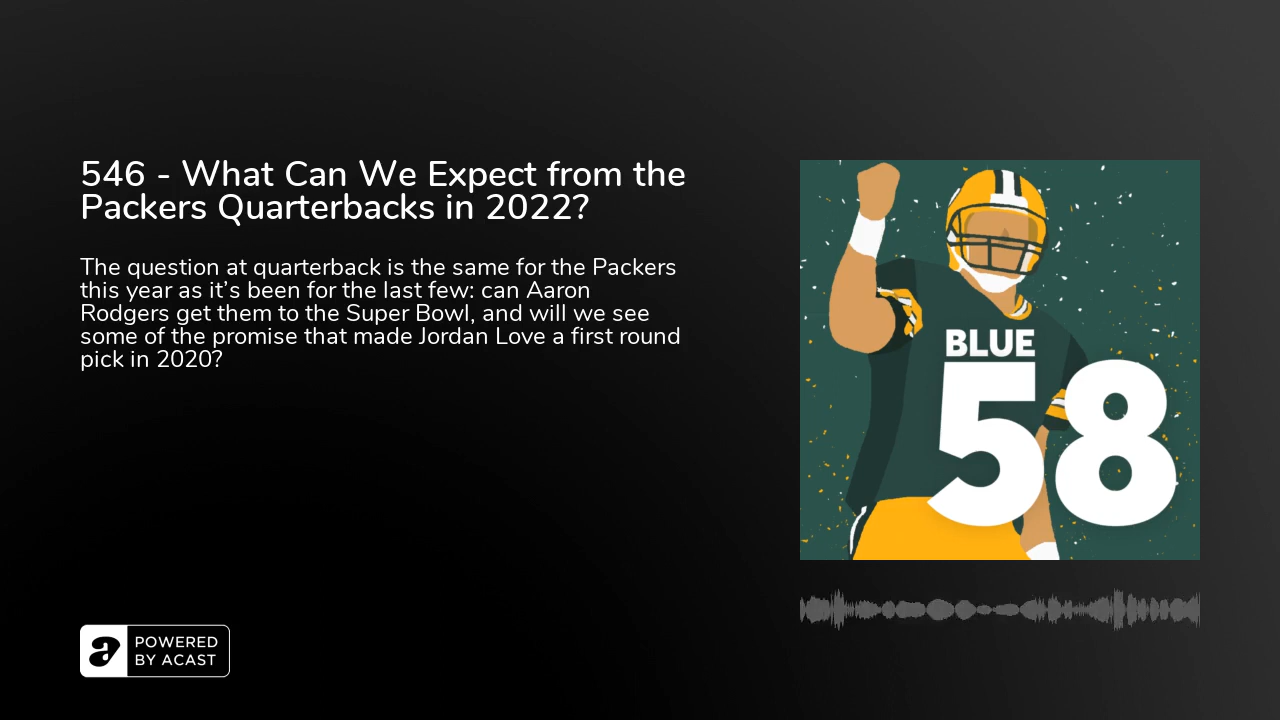 546 - What Can We Expect from the
Packers Quarterbacks in 2022?
The question at quarterback is the same for the Packers
this year as it’s been for the last few: can Aaron
Rodgers get them to the Super Bowl, and will we see
some of the promise that made Jordan Love a first round
pick in 2020?
BLUE
58
POWERED
BY ACAST